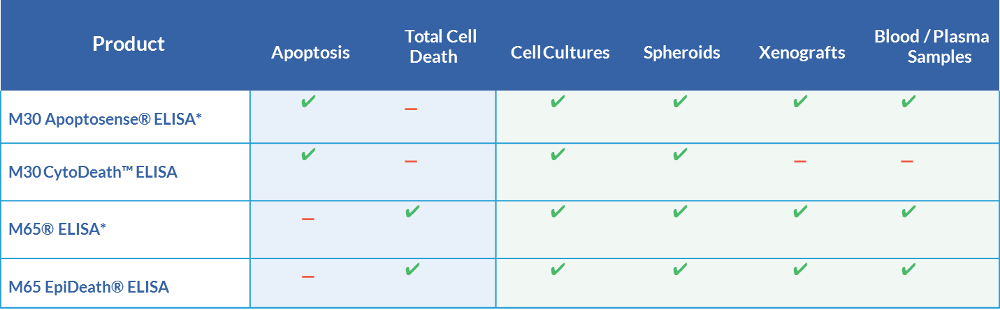 Product
Apoptosis
Total Cell
Death
Cell Cultures
Spheroids
Xenografts
Blood / Plasma
Samples
M30 Apoptosense® ELISA* ✔ – ✔ ✔ ✔ ✔
M30 CytoDeath™ ELISA ✔ – ✔ ✔ – –
M65® ELISA* – ✔ ✔ ✔ ✔ ✔
M65 EpiDeath® ELISA – ✔ ✔ ✔ ✔ ✔